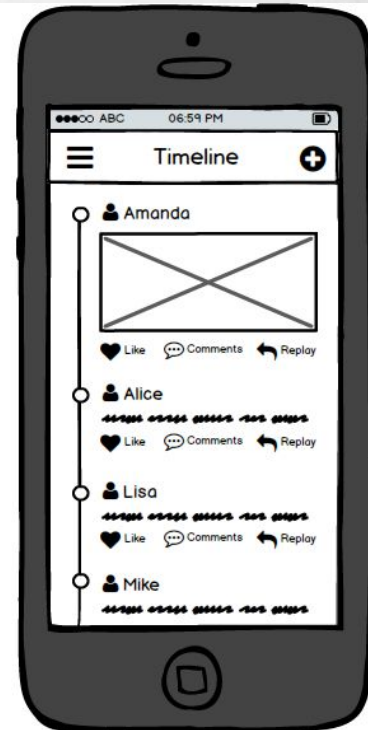 ABC 06:59 PM
Timeline
Amanda
Like Comments Replay
Alice
Like Comments Replay
Lisa
Like Comments Replay
Mike